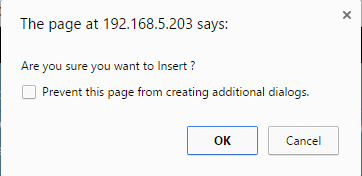 The page at 192.168.5.203 says:
Are you sure you want to Insert ?
Prevent this page from creating additional dialogs.
OK
Cancel